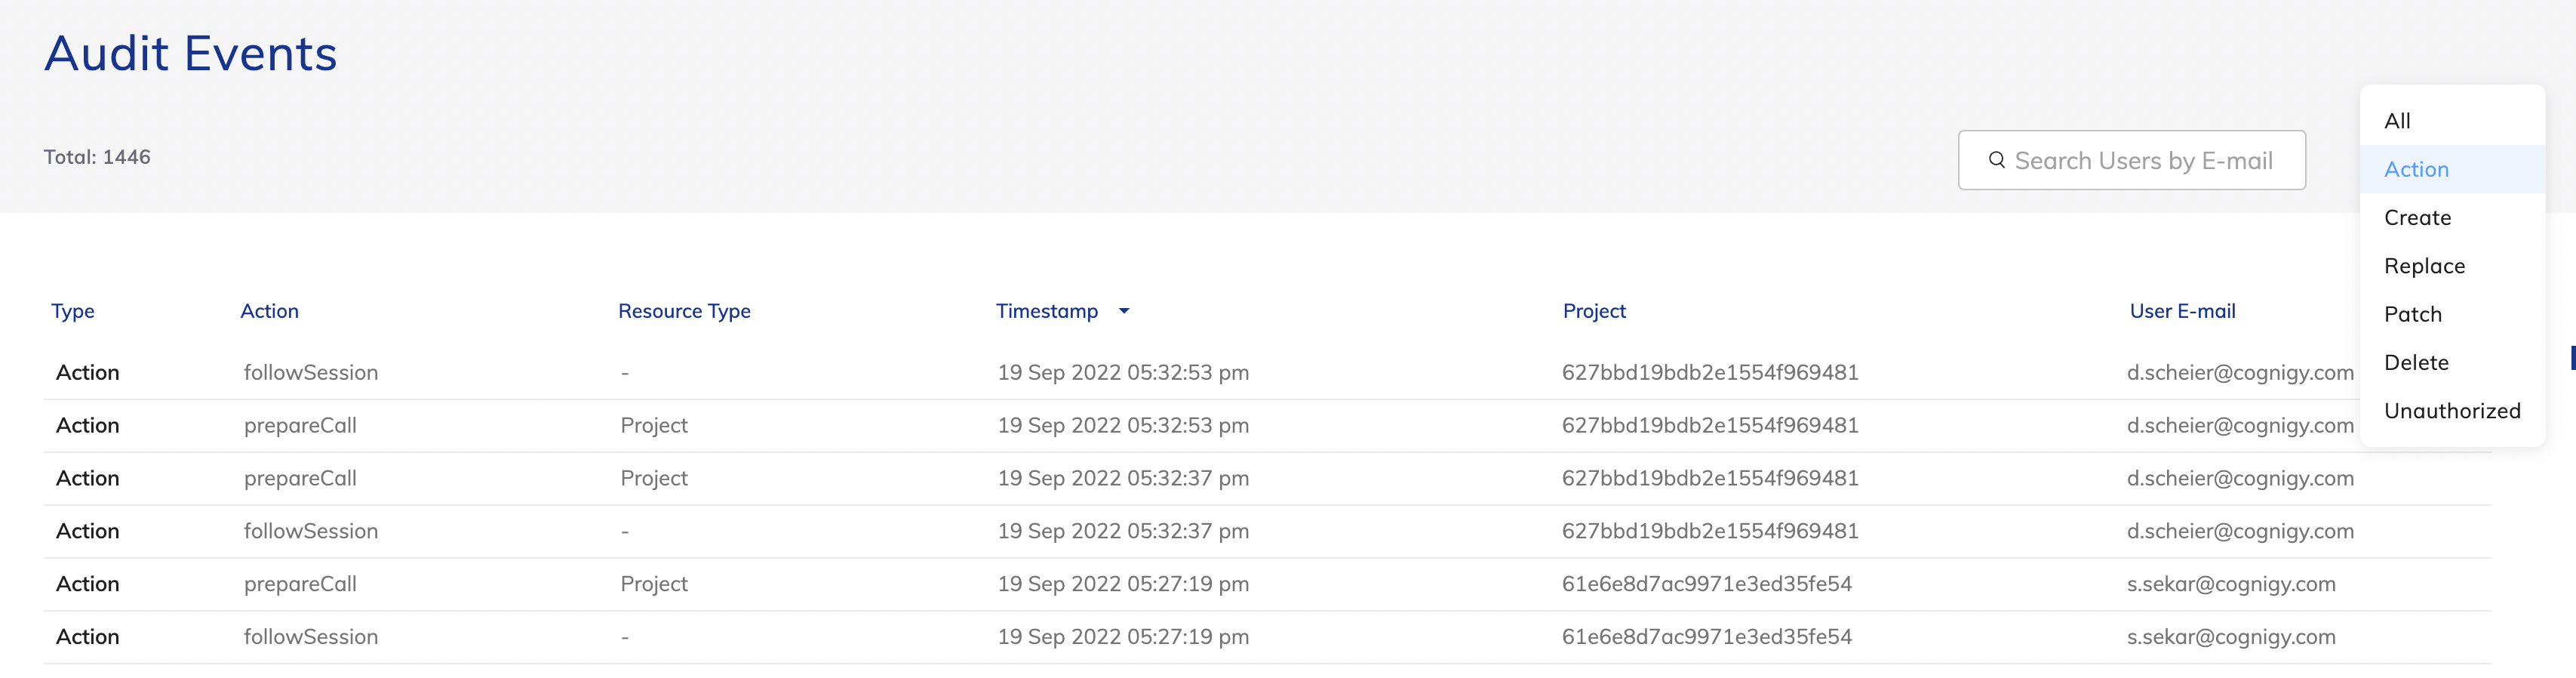 Audit Events
Total: 1446
Search Users by E-mail
All
Action
Create
Replace
Patch
Delete
Unauthorized
Type Action Resource Type Timestamp Project User E-mail
Action followSession - 19 Sep 2022 05:32:53 pm 627bbd19bdb2e1554f969481 d.scheier@cognigy.com
Action prepareCall Project 19 Sep 2022 05:32:53 pm 627bbd19bdb2e1554f969481 d.scheier@cognigy.com
Action prepareCall Project 19 Sep 2022 05:32:37 pm 627bbd19bdb2e1554f969481 d.scheier@cognigy.com
Action followSession - 19 Sep 2022 05:32:37 pm 627bbd19bdb2e1554f969481 d.scheier@cognigy.com
Action prepareCall Project 19 Sep 2022 05:27:19 pm 61e6e8d7ac9971e3ed35fe54 s.sekar@cognigy.com
Action followSession - 19 Sep 2022 05:27:19 pm 61e6e8d7ac9971e3ed35fe54 s.sekar@cognigy.com